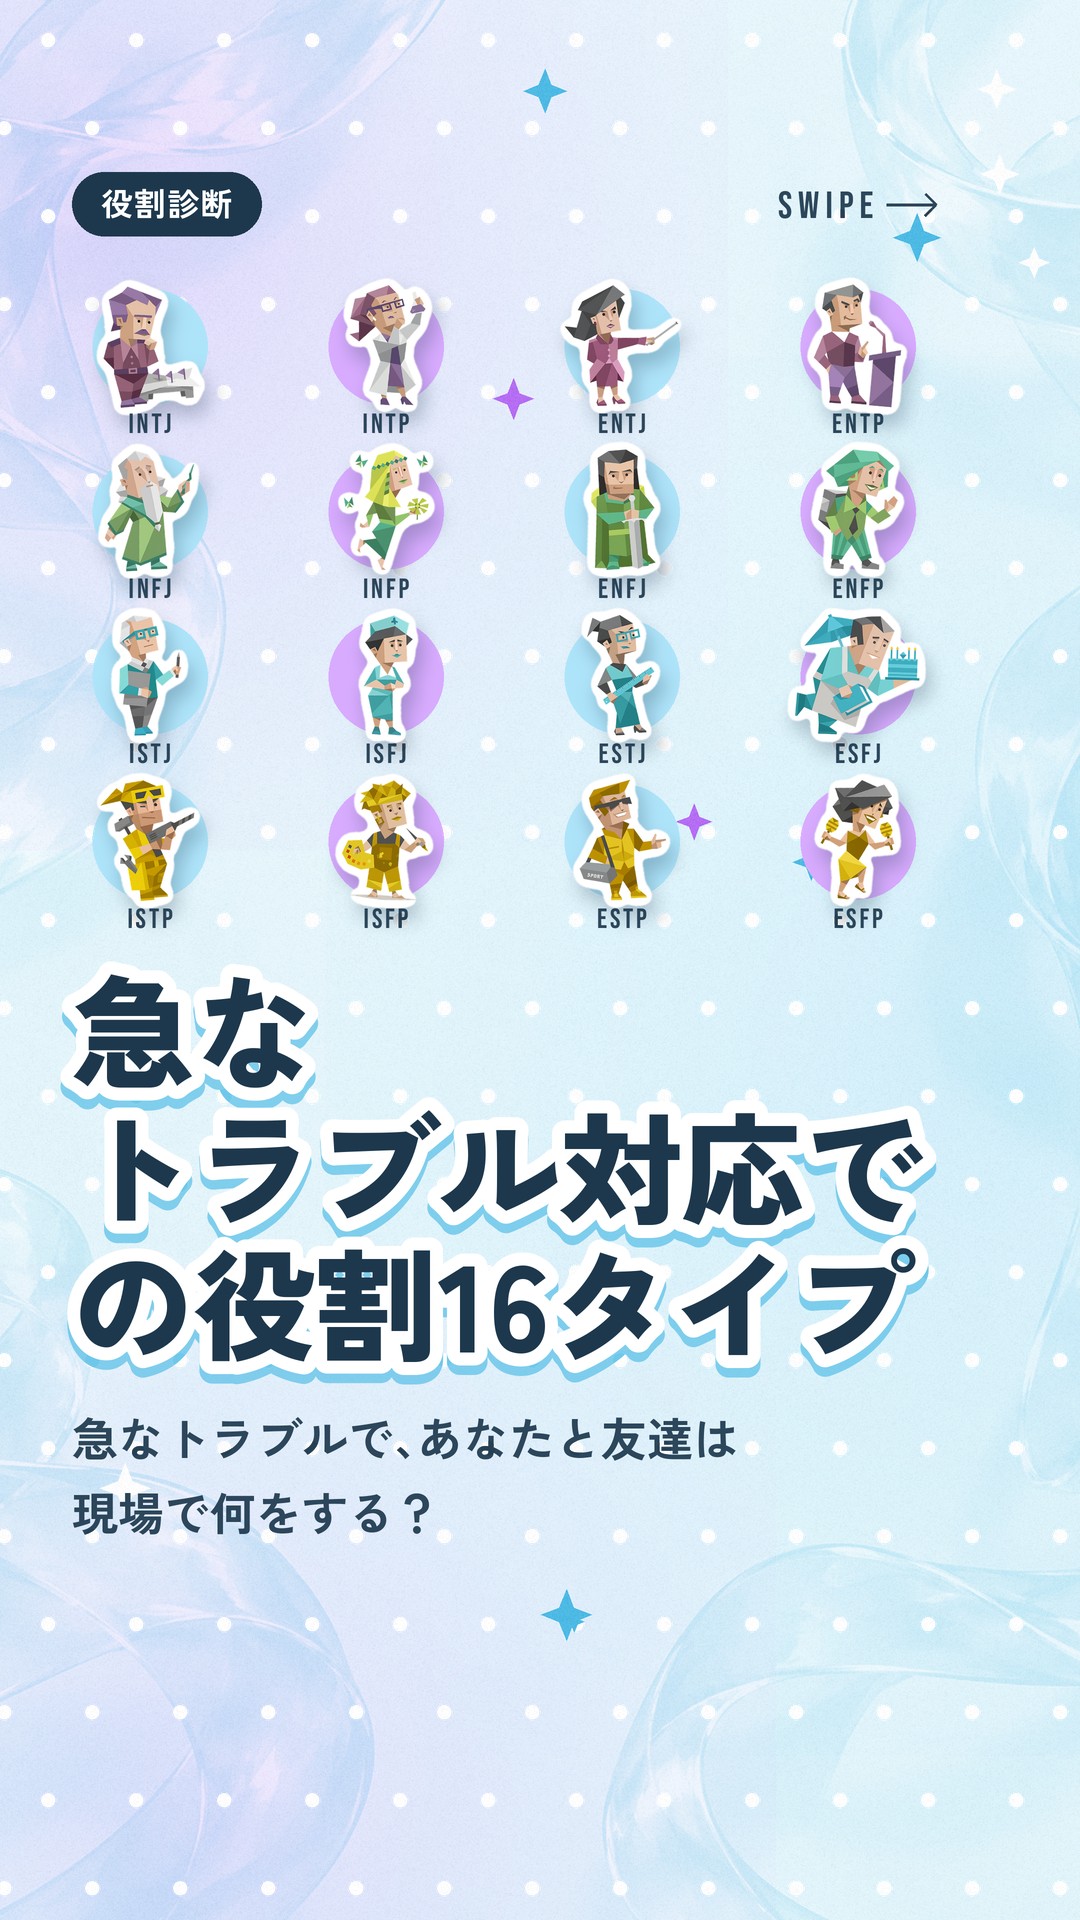 役割診断
SWIPE →
INTJ
INTP
ENTJ
ENTP
INFJ
INFP
ENFJ
ENFP
ISTJ
ISFJ
ESTJ
ESFJ
SPORT
ISTP
ISFP
ESTP
ESFP
急な
トラブル対応で
の役割16タイプ
急なトラブルで、あなたと友達は
現場で何をする？